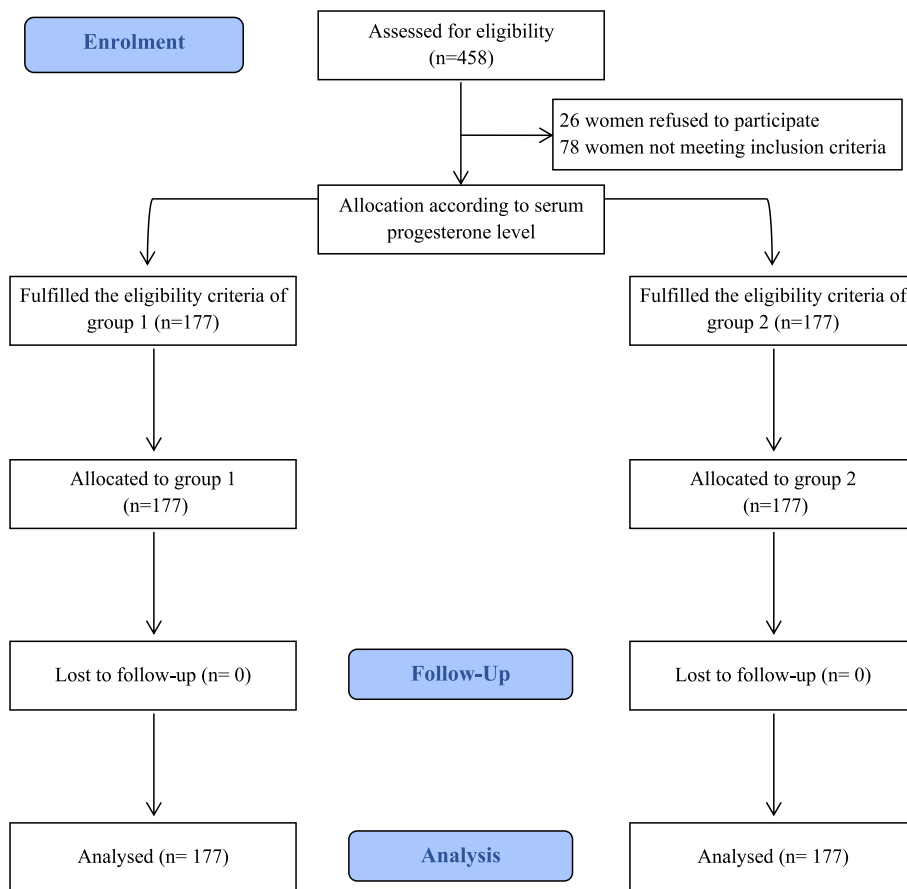 Enrolment
Assessed for eligibility
(n=458)
26 women refused to participate
78 women not meeting inclusion criteria
Allocation according to serum
progesterone level
Fulfilled the eligibility criteria of
group 1 (n=177)
Fulfilled the eligibility criteria of
group 2 (n=177)
Allocated to group 1
(n=177)
Allocated to group 2
(n=177)
Lost to follow-up (n= 0)
Follow-Up
Lost to follow-up (n= 0)
Analysed (n= 177)
Analysis
Analysed (n= 177)